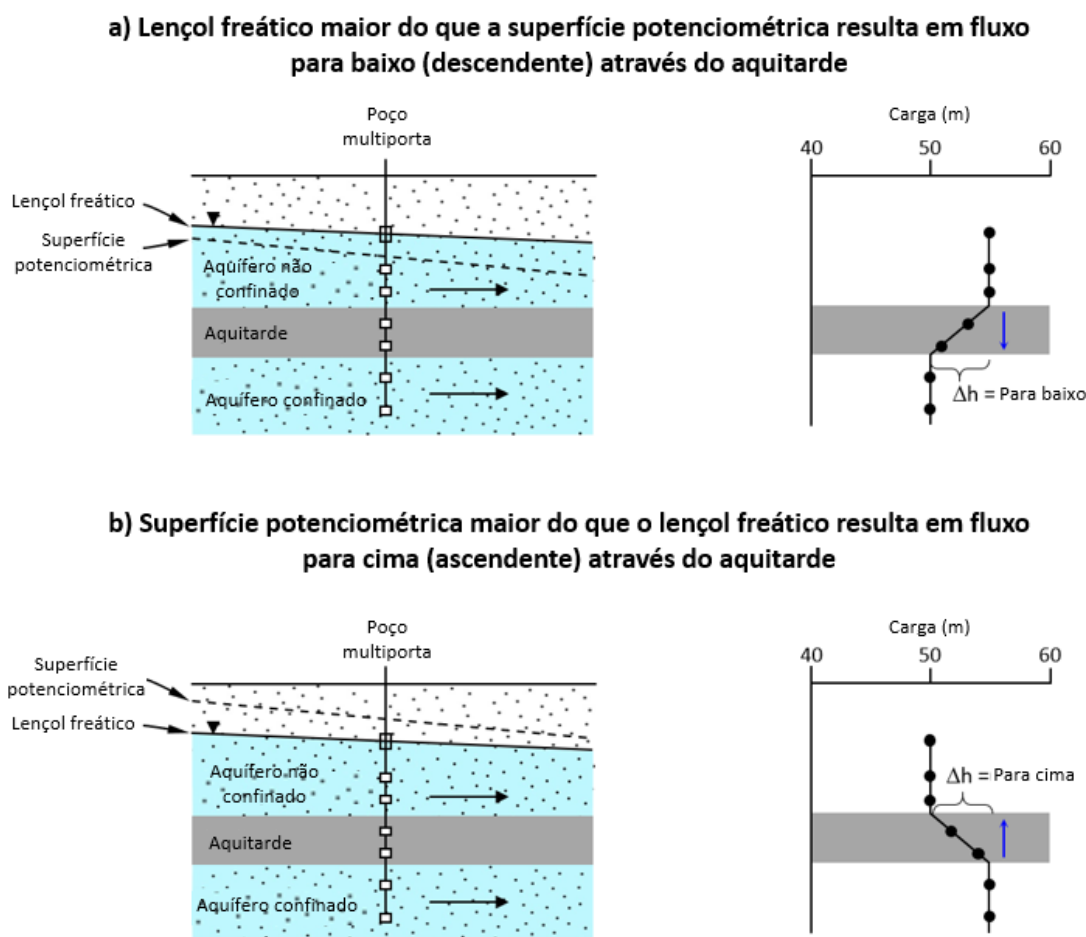 a) Lençol freático maior do que a superfície potenciométrica resulta em fluxo
para baixo (descendente) através do aquitarde
Poço
multiporta
Carga (m)
40
50
60
Lençol freático
Superfície
potenciométrica
Aquífero não
confinado
Aquitarde
Aquífero confinado
Δh = Para baixo
b) Superfície potenciométrica maior do que o lençol freático resulta em fluxo
para cima (ascendente) através do aquitarde
Poço
multiporta
Carga (m)
40
50
60
Superfície
potenciométrica
Lençol freático
Aquífero não
confinado
Aquitarde
Aquífero confinado
Δh = Para cima